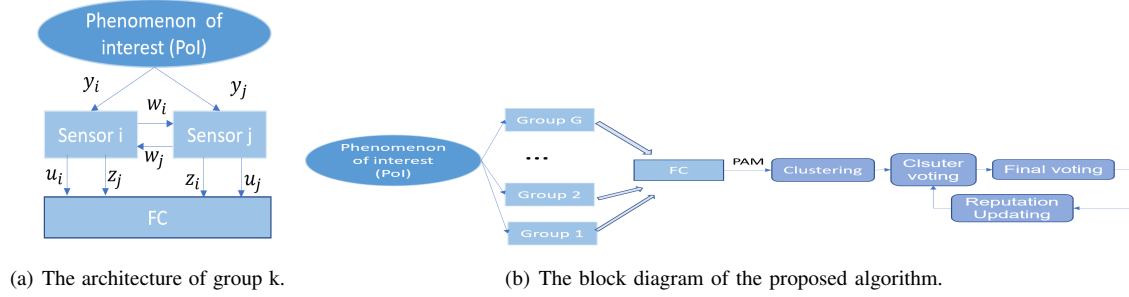 Phenomenon of
interest (PoI)
y_i
y_j
w_i
Sensor i
Sensor j
w_j
u_i
z_j
z_i
u_j
FC
(a) The architecture of group k.
Phenomenon
of interest
(PoI)
Group G
...
Group 2
Group 1
FC
PAM
Clustering
Clsuter
voting
Final voting
Reputation
Updating
(b) The block diagram of the proposed algorithm.